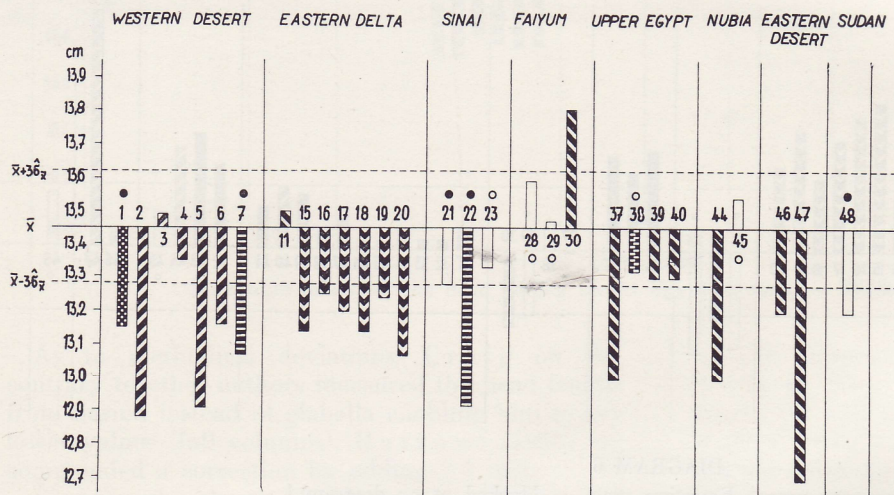 WESTERN DESERT EASTERN DELTA SINAI FAIYUM UPPER EGYPT NUBIA EASTERN DESERT SUDAN
cm
13,9
13,8
13,7
x̄+3σ̂x̄
13,6
13,5
1 2 4 5 6 7 15 16 17 18 19 20 21 22 23 37 38 39 40 44 46 47 48
x̄
3 11 28 29 30 45
13,4
13,3
x̄-3σ̂x̄
13,2
13,1
13,0
12,9
12,8
12,7